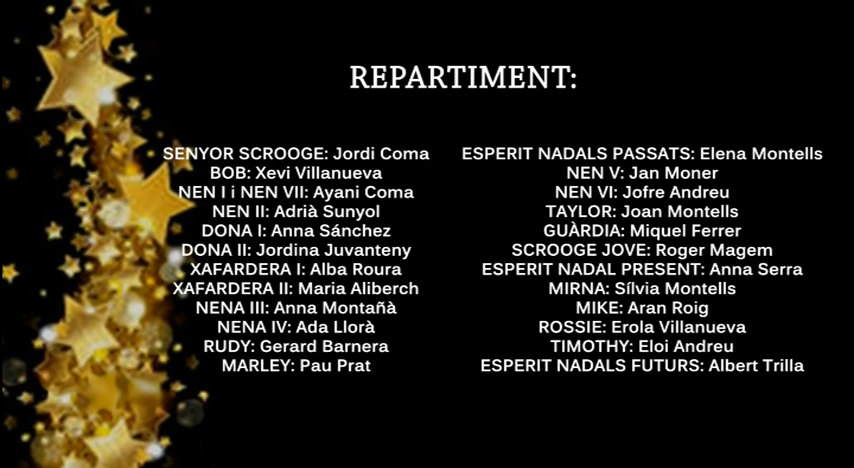 REPARTIMENT:
SENYOR SCROOGE: Jordi Coma
BOB: Xevi Villanueva
NEN I i NEN VII: Ayani Coma
NEN II: Adrià Sunyol
DONA I: Anna Sánchez
DONA II: Jordina Juvanteny
XAFARDERA I: Alba Roura
XAFARDERA II: Maria Aliberch
NENA III: Anna Montañà
NENA IV: Ada Llorà
RUDY: Gerard Barnera
MARLEY: Pau Prat
ESPERIT NADALS PASSATS: Elena Montells
NEN V: Jan Moner
NEN VI: Jofre Andreu
TAYLOR: Joan Montells
GUÀRDIA: Miquel Ferrer
SCROOGE JOVE: Roger Magem
ESPERIT NADAL PRESENT: Anna Serra
MIRNA: Sílvia Montells
MIKE: Aran Roig
ROSSIE: Erola Villanueva
TIMOTHY: Eloi Andreu
ESPERIT NADALS FUTURS: Albert Trilla